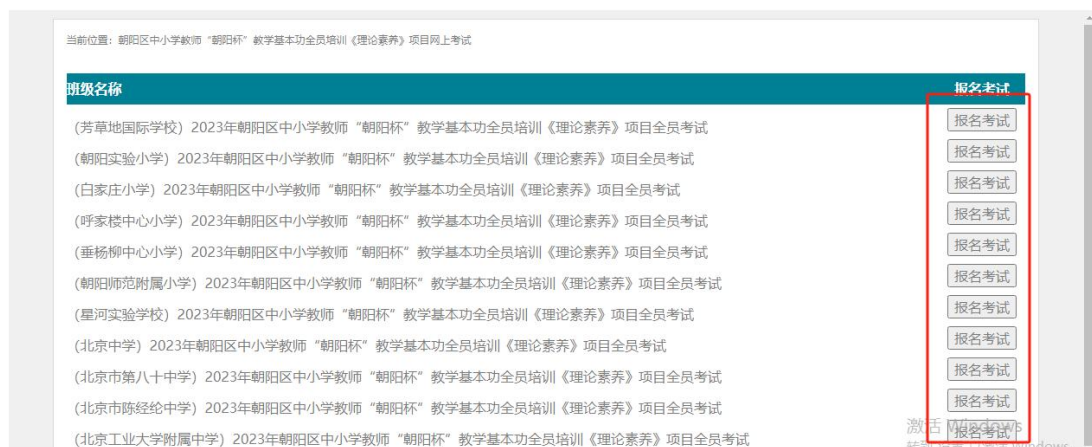 当前位置：朝阳区中小学教师“朝阳杯”教学基本功全员培训《理论素养》项目网上考试
班级名称 报名考试
(芳草地国际学校) 2023年朝阳区中小学教师“朝阳杯”教学基本功全员培训《理论素养》项目全员考试 报名考试
(朝阳实验小学) 2023年朝阳区中小学教师“朝阳杯”教学基本功全员培训《理论素养》项目全员考试 报名考试
(白家庄小学) 2023年朝阳区中小学教师“朝阳杯”教学基本功全员培训《理论素养》项目全员考试 报名考试
(呼家楼中心小学) 2023年朝阳区中小学教师“朝阳杯”教学基本功全员培训《理论素养》项目全员考试 报名考试
(垂杨柳中心小学) 2023年朝阳区中小学教师“朝阳杯”教学基本功全员培训《理论素养》项目全员考试 报名考试
(朝阳师范附属小学) 2023年朝阳区中小学教师“朝阳杯”教学基本功全员培训《理论素养》项目全员考试 报名考试
(星河实验学校) 2023年朝阳区中小学教师“朝阳杯”教学基本功全员培训《理论素养》项目全员考试 报名考试
(北京中学) 2023年朝阳区中小学教师“朝阳杯”教学基本功全员培训《理论素养》项目全员考试 报名考试
(北京市第八十中学) 2023年朝阳区中小学教师“朝阳杯”教学基本功全员培训《理论素养》项目全员考试 报名考试
(北京市陈经纶中学) 2023年朝阳区中小学教师“朝阳杯”教学基本功全员培训《理论素养》项目全员考试 报名考试
激活 Windows
(北京工业大学附属中学) 2023年朝阳区中小学教师“朝阳杯”教学基本功全员培训《理论素养》项目全员考试 报名考试